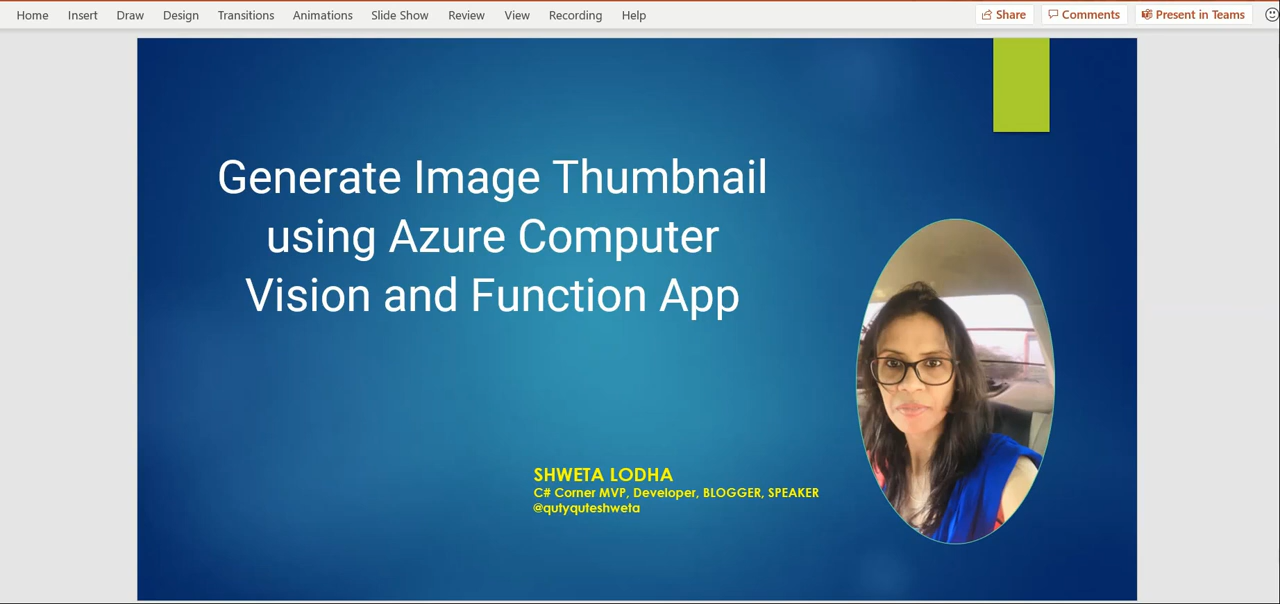 Home Insert Draw Design Transitions Animations Slide Show Review View Recording Help Share Comments Present in Teams
Generate Image Thumbnail
using Azure Computer
Vision and Function App
SHWETA LODHA
C# Corner MVP, Developer, BLOGGER, SPEAKER
@qutyquteshweta